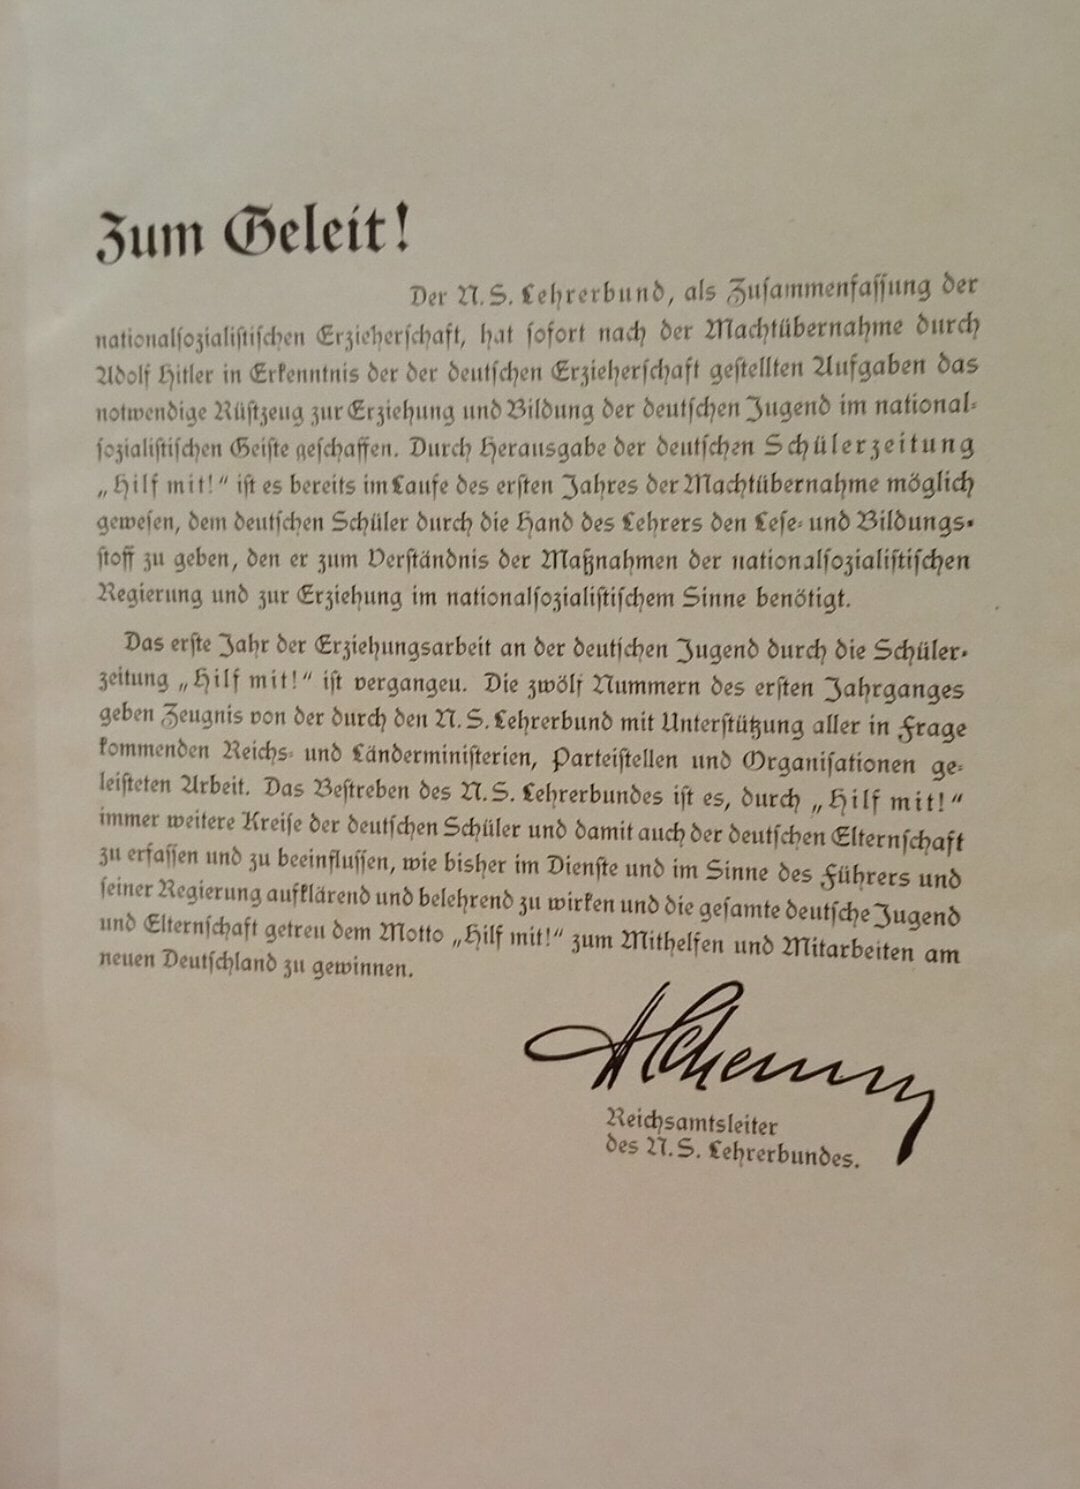 Zum Geleit!
Der N.S. Lehrerbund, als Zusammenfassung der
nationalsozialistischen Erzieherschaft, hat sofort nach der Machtübernahme durch
Adolf Hitler in Erkenntnis der der deutschen Erzieherschaft gestellten Aufgaben das
notwendige Rüstzeug zur Erziehung und Bildung der deutschen Jugend im national-
sozialistischen Geiste geschaffen. Durch Herausgabe der deutschen Schülerzeitung
„Hilf mit!“ ist es bereits im Laufe des ersten Jahres der Machtübernahme möglich
gewesen, dem deutschen Schüler durch die Hand des Lehrers den Lese- und Bildungs-
stoff zu geben, den er zum Verständnis der Maßnahmen der nationalsozialistischen
Regierung und zur Erziehung im nationalsozialistischem Sinne benötigt.
Das erste Jahr der Erziehungsarbeit an der deutschen Jugend durch die Schüler-
zeitung „Hilf mit!“ ist vergangeu. Die zwölf Nummern des ersten Jahrganges
geben Zeugnis von der durch den N.S. Lehrerbund mit Unterstützung aller in Frage
kommenden Reichs- und Länderministerien, Parteistellen und Organisationen ge-
leisteten Arbeit. Das Bestreben des N.S. Lehrerbundes ist es, durch „Hilf mit!“
immer weitere Kreise der deutschen Schüler und damit auch der deutschen Elternschaft
zu erfassen und zu beeinflussen, wie bisher im Dienste und im Sinne des Führers und
seiner Regierung aufklärend und belehrend zu wirken und die gesamte deutsche Jugend
und Elternschaft getreu dem Motto „Hilf mit!“ zum Mithelfen und Mitarbeiten am
neuen Deutschland zu gewinnen.
Reichsamtsleiter
des N.S. Lehrerbundes.